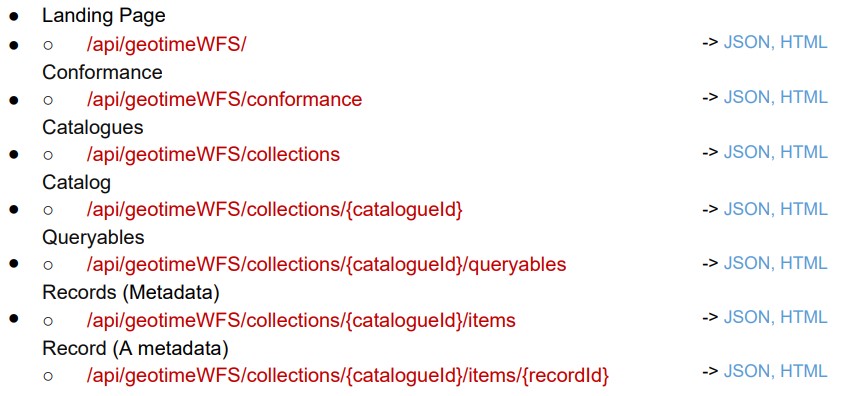 ● Landing Page
● ○ /api/geotimeWFS/ -> JSON, HTML
Conformance
● ○ /api/geotimeWFS/conformance -> JSON, HTML
Catalogues
● ○ /api/geotimeWFS/collections -> JSON, HTML
Catalog
● ○ /api/geotimeWFS/collections/{catalogueId} -> JSON, HTML
Queryables
● ○ /api/geotimeWFS/collections/{catalogueId}/queryables -> JSON, HTML
Records (Metadata)
● ○ /api/geotimeWFS/collections/{catalogueId}/items -> JSON, HTML
Record (A metadata)
○ /api/geotimeWFS/collections/{catalogueId}/items/{recordId} -> JSON, HTML